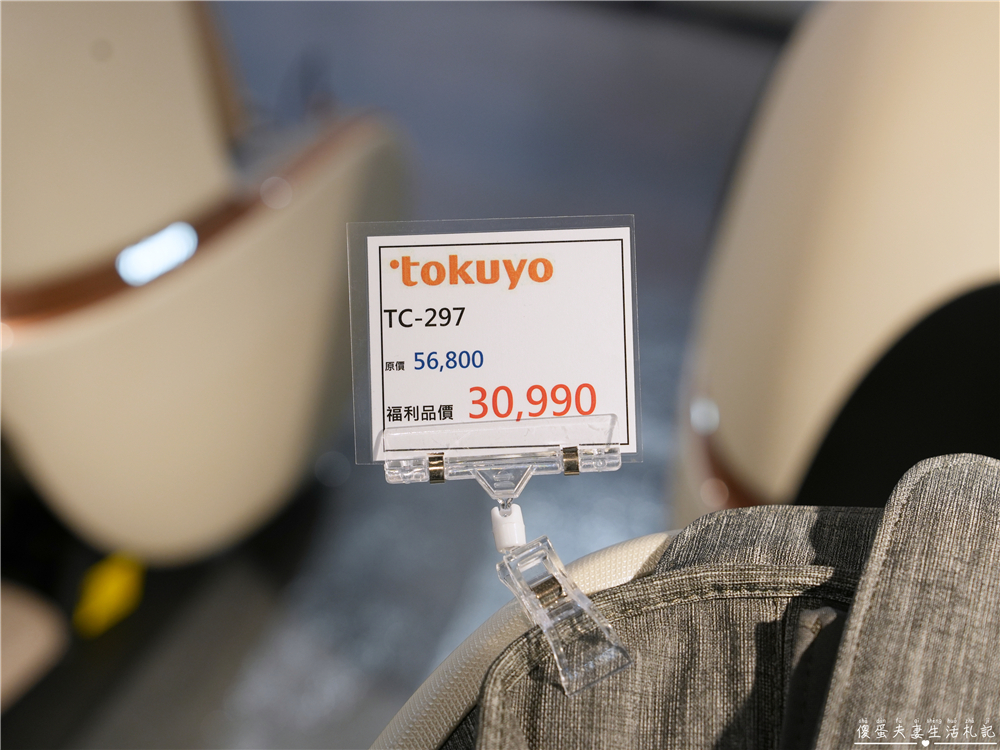 tokuyo
TC-297
原價 56,800
福利品價 30,990
傻蛋夫妻生活札記